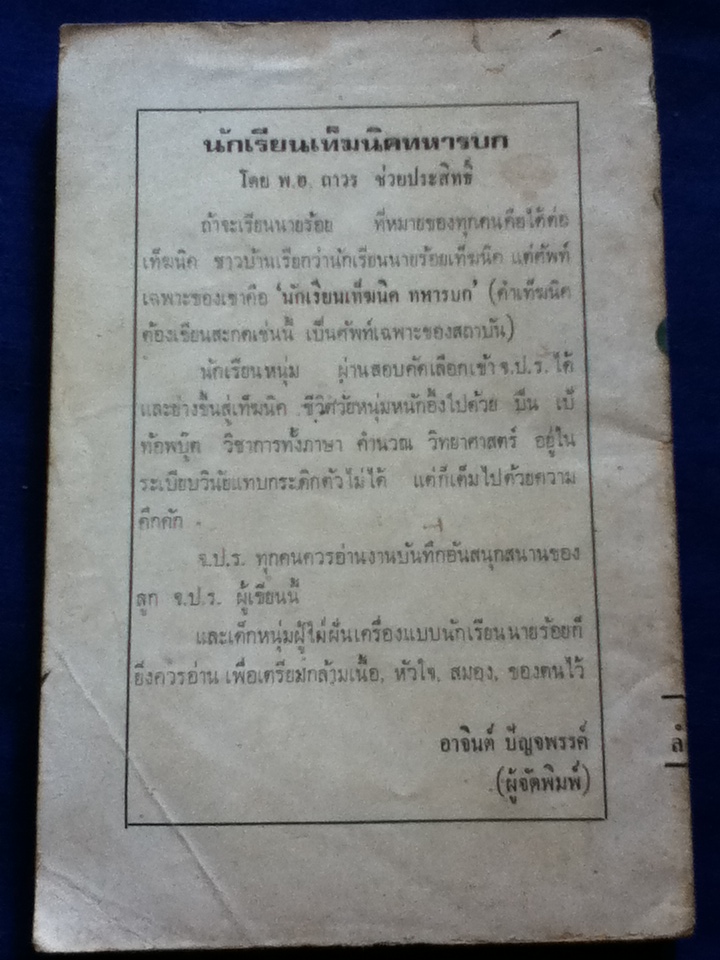 นักเรียนเท็ฆนิคทหารบก
โดย พ.อ. ถาวร ช่วยประสิทธิ์
ถ้าจะเรียนนายร้อย ที่หมายของทุกคนคือได้ต่อ
เท็ฆนิค ชาวบ้านเรียกว่านักเรียนนายร้อยเท็ฆนิค แต่ศัพท์
เฉพาะของเขาคือ 'นักเรียนเท็ฆนิค ทหารบก' (คำเท็ฆนิค
ต้องเขียนสะกดเช่นนี้ เป็นศัพท์เฉพาะของสถาบัน)
นักเรียนหนุ่ม ผ่านสอบคัดเลือกเข้า จ.ป.ร. ได้
และย่างขึ้นสู่เท็ฆนิค ชีวิตวัยหนุ่มหนักอึ้งไปด้วย ปืน เป้
ท้อพบู๊ต วิชาการทั้งภาษา คำนวณ วิทยาศาสตร์ อยู่ใน
ระเบียบวินัยแทบกระดิกตัวไม่ได้ แต่ก็เต็มไปด้วยความ
คึกคัก
จ.ป.ร. ทุกคนควรอ่านงานบันทึกอันสนุกสนานของ
ลูก จ.ป.ร. ผู้เขียนนี้
และเด็กหนุ่มผู้ใฝ่ฝันเครื่องแบบนักเรียนนายร้อยก็
ยิ่งควรอ่าน เพื่อเตรียมกล้ามเนื้อ, หัวใจ, สมอง, ของตนไว้
อาจินต์ ปัญจพรรค์
(ผู้จัดพิมพ์)